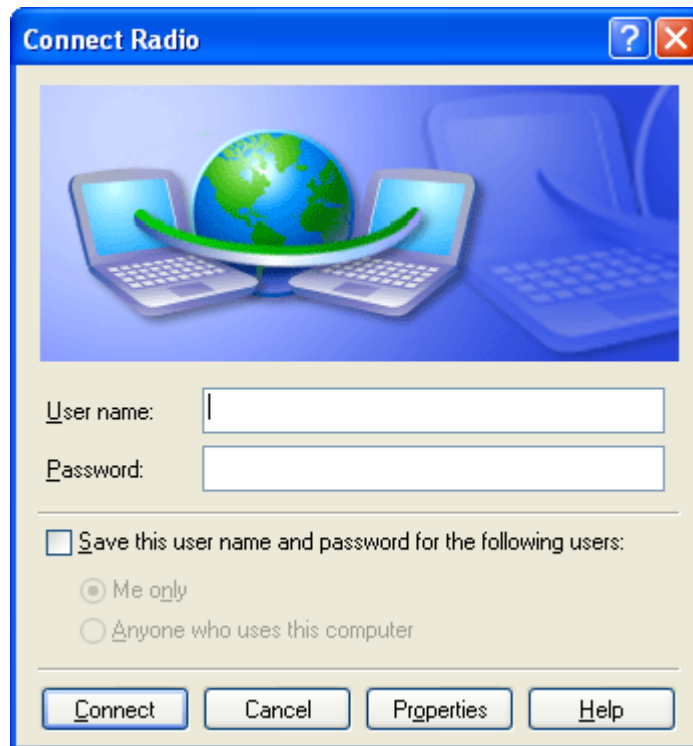 Connect Radio
User name:
Password:
Save this user name and password for the following users:
Me only
Anyone who uses this computer
Connect Cancel Properties Help